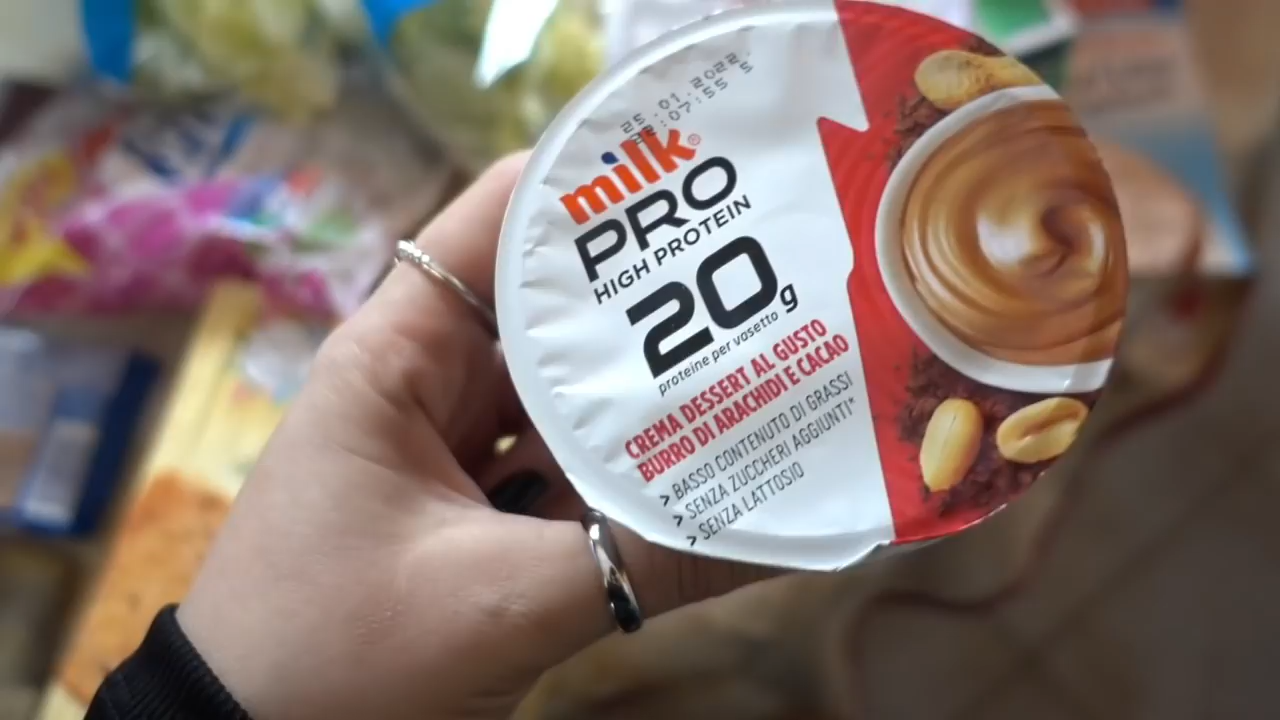 25.01.2022. 5
22:07:55
milk®
PRO
HIGH PROTEIN
20g
proteine per vasetto
CREMA DESSERT AL GUSTO
BURRO DI ARACHIDI E CACAO
> BASSO CONTENUTO DI GRASSI
> SENZA ZUCCHERI AGGIUNTI*
> SENZA LATTOSIO